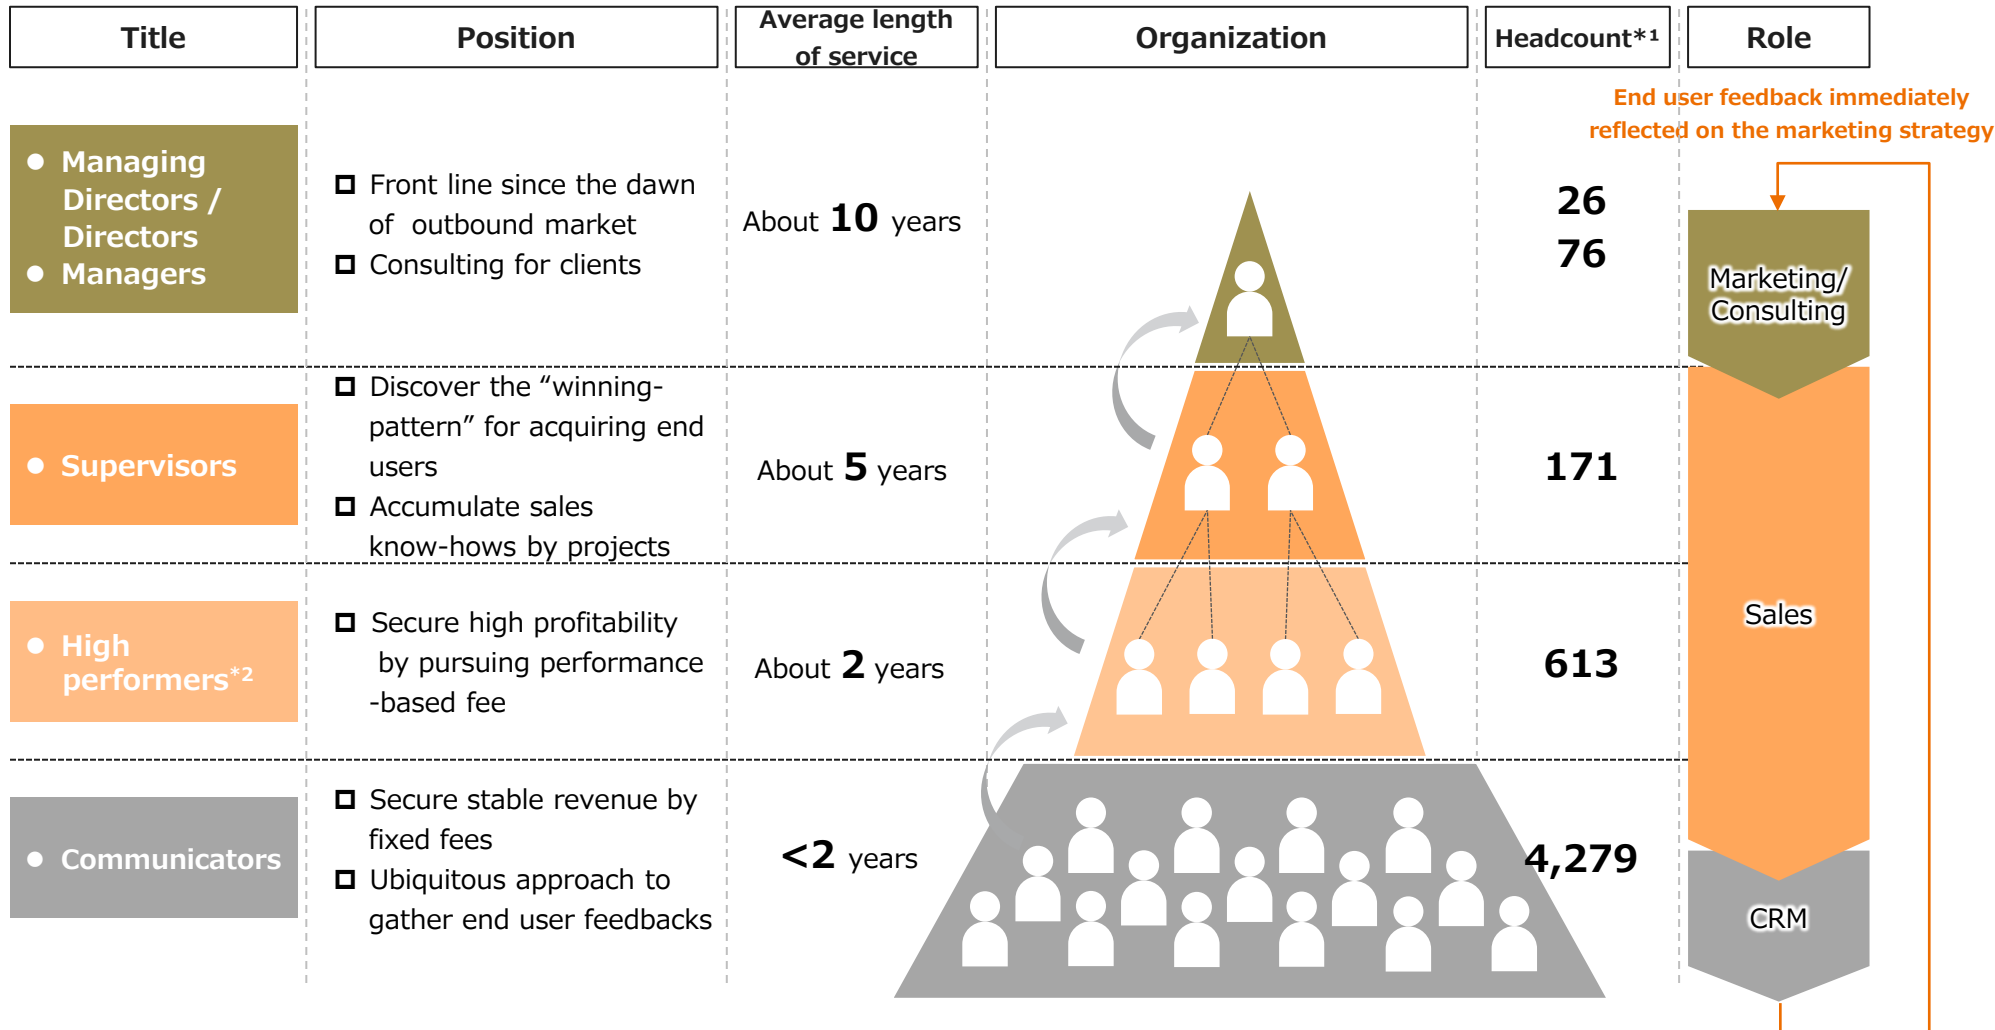 Title
Position
Average length
of service
Organization
Headcount*1
Role
End user feedback immediately
reflected on the marketing strategy
● Managing
Directors /
Directors
● Managers
Front line since the dawn
of outbound market
Consulting for clients
About 10 years
26
76
Marketing/
Consulting
● Supervisors
Discover the “winning-
pattern” for acquiring end
users
Accumulate sales
know-hows by projects
About 5 years
171
Sales
● High
performers*2
Secure high profitability
by pursuing performance
-based fee
About 2 years
613
● Communicators
Secure stable revenue by
fixed fees
Ubiquitous approach to
gather end user feedbacks
<2 years
4,279
CRM